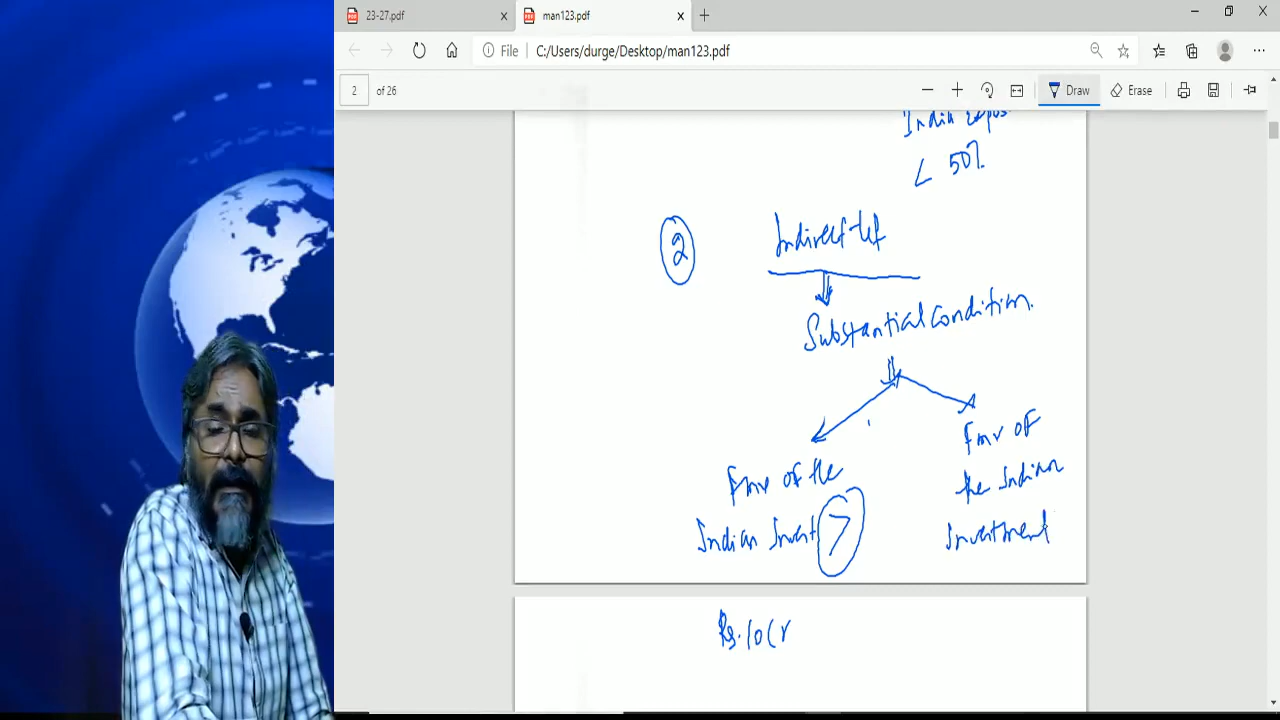 23-27.pdf
man123.pdf
File C:/Users/durge/Desktop/man123.pdf
2 of 26
Draw Erase
India
< 50%
2 Indirect
Substantial condition.
Fmv of the
Indian Invest >
Rs. 10 Cr
Fmv of
the Indian
Investment